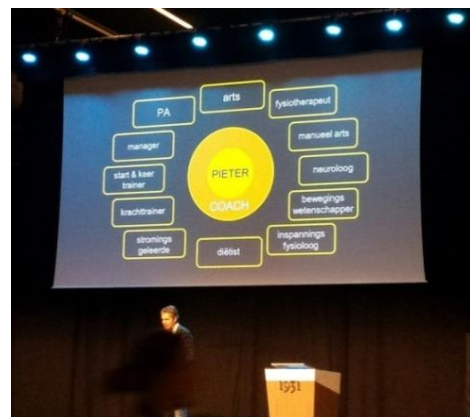 arts
PA
fysiotherapeut
manager
manueel arts
start & keer
trainer
PIETER
neuroloog
COACH
krachttrainer
bewegings
wetenschapper
stromings
geleerde
diëtist
inspannings
fysioloog
1931